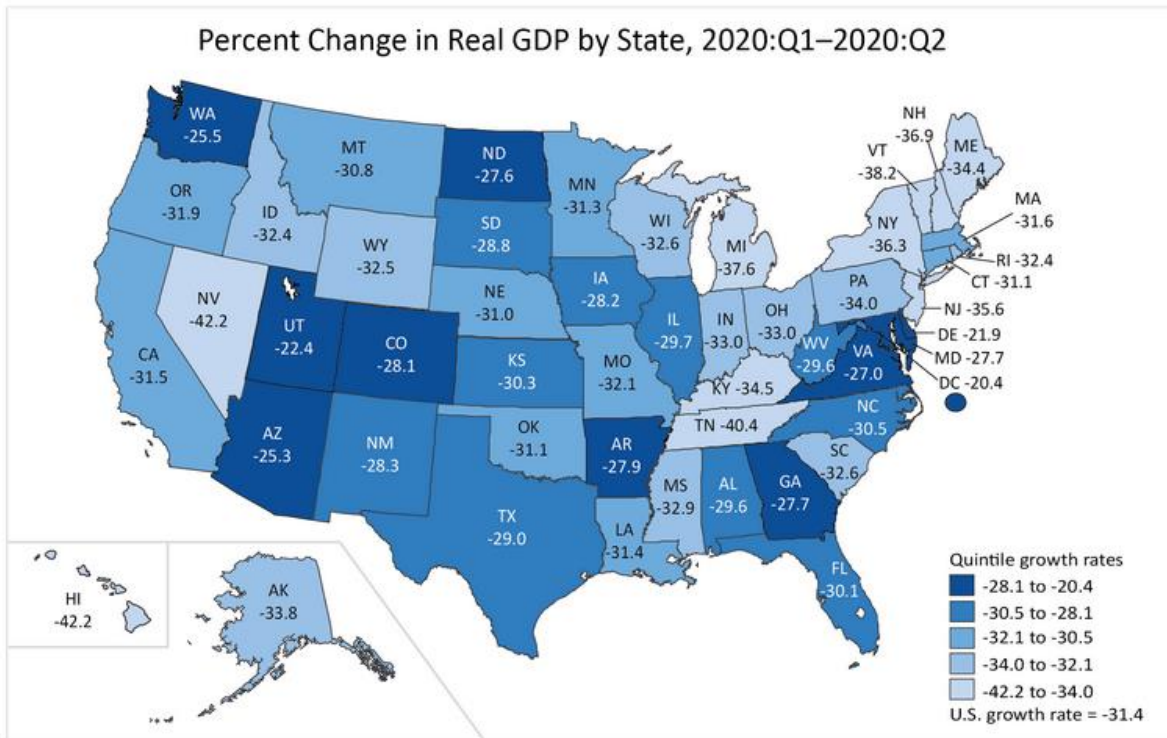 Percent Change in Real GDP by State, 2020:Q1–2020:Q2
WA
-25.5
MT
-30.8
ND
-27.6
MN
-31.3
OR
-31.9
ID
-32.4
SD
-28.8
WY
-32.5
WI
-32.6
MI
-37.6
NH
-36.9
VT
-38.2
ME
-34.4
NY
-36.3
MA
-31.6
RI -32.4
CT -31.1
NJ -35.6
DE -21.9
MD -27.7
DC -20.4
PA
-34.0
NV
-42.2
UT
-22.4
CO
-28.1
NE
-31.0
IA
-28.2
IL
-29.7
IN
-33.0
OH
-33.0
WV
-29.6
VA
-27.0
CA
-31.5
KS
-30.3
MO
-32.1
KY -34.5
NC
-30.5
TN -40.4
AZ
-25.3
NM
-28.3
OK
-31.1
AR
-27.9
SC
-32.6
MS
-32.9
AL
-29.6
GA
-27.7
TX
-29.0
LA
-31.4
FL
-30.1
HI
-42.2
AK
-33.8
Quintile growth rates
-28.1 to -20.4
-30.5 to -28.1
-32.1 to -30.5
-34.0 to -32.1
-42.2 to -34.0
U.S. growth rate = -31.4